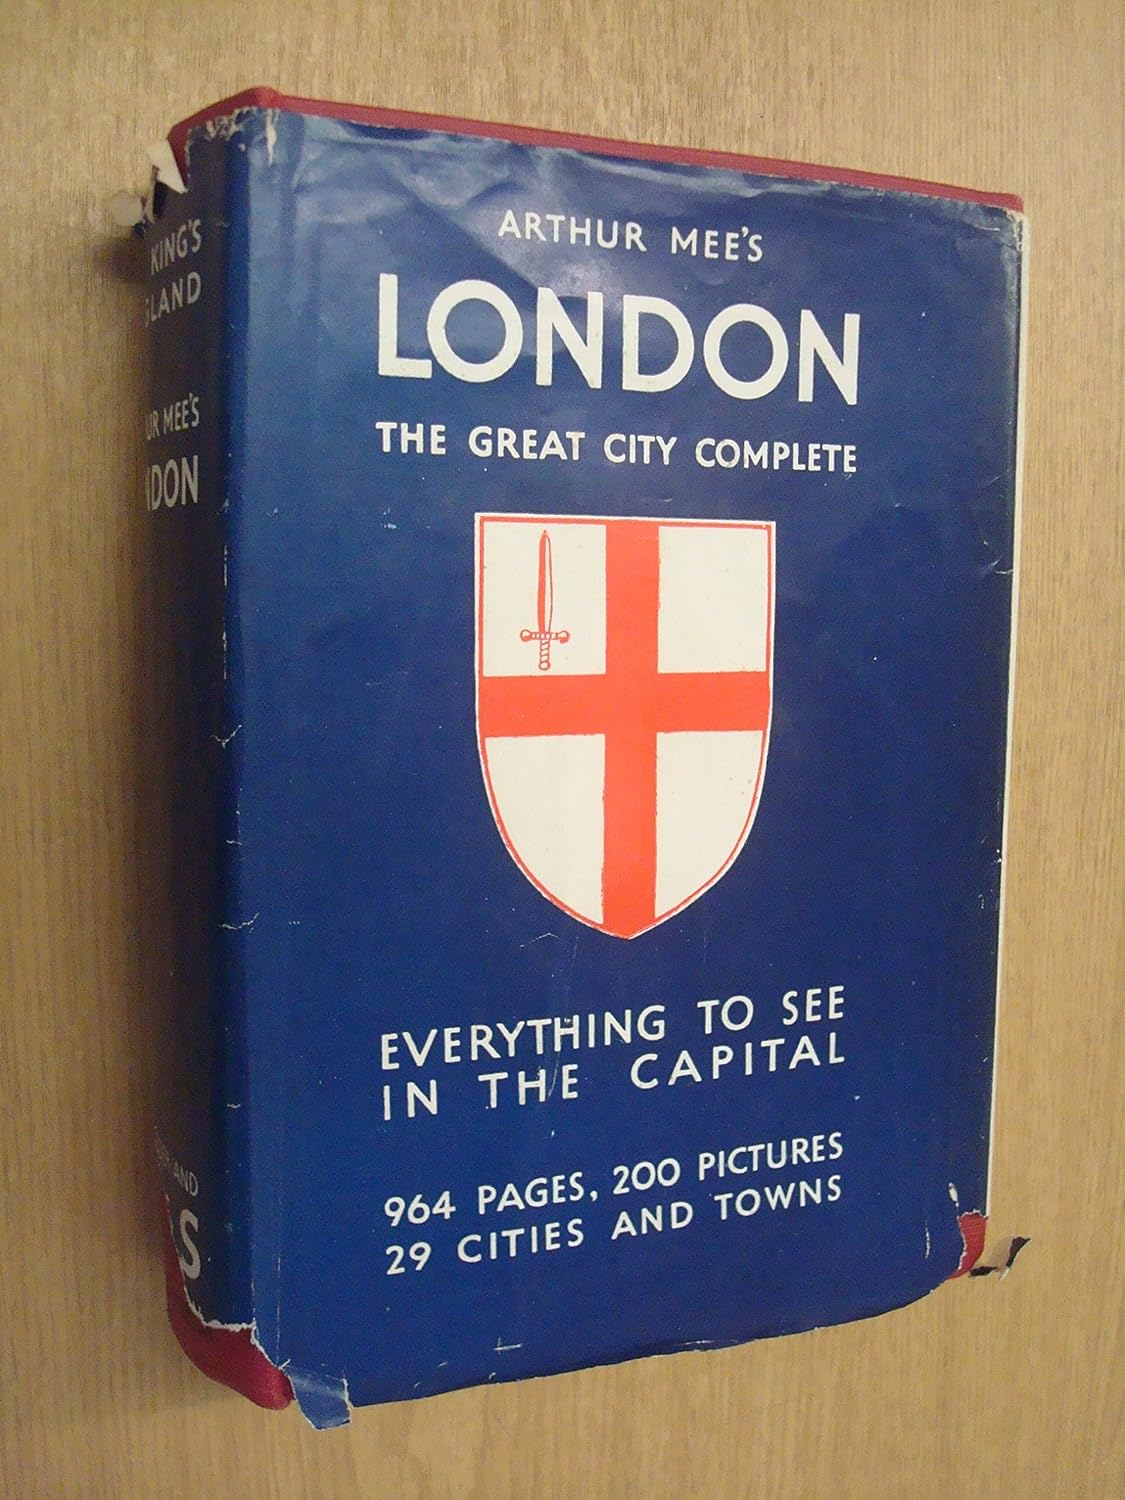 ARTHUR MEE'S
LONDON
THE GREAT CITY COMPLETE
EVERYTHING TO SEE
IN THE CAPITAL
964 PAGES, 200 PICTURES
29 CITIES AND TOWNS
KING'S
GLAND
UR MEE'S
NDON
AND